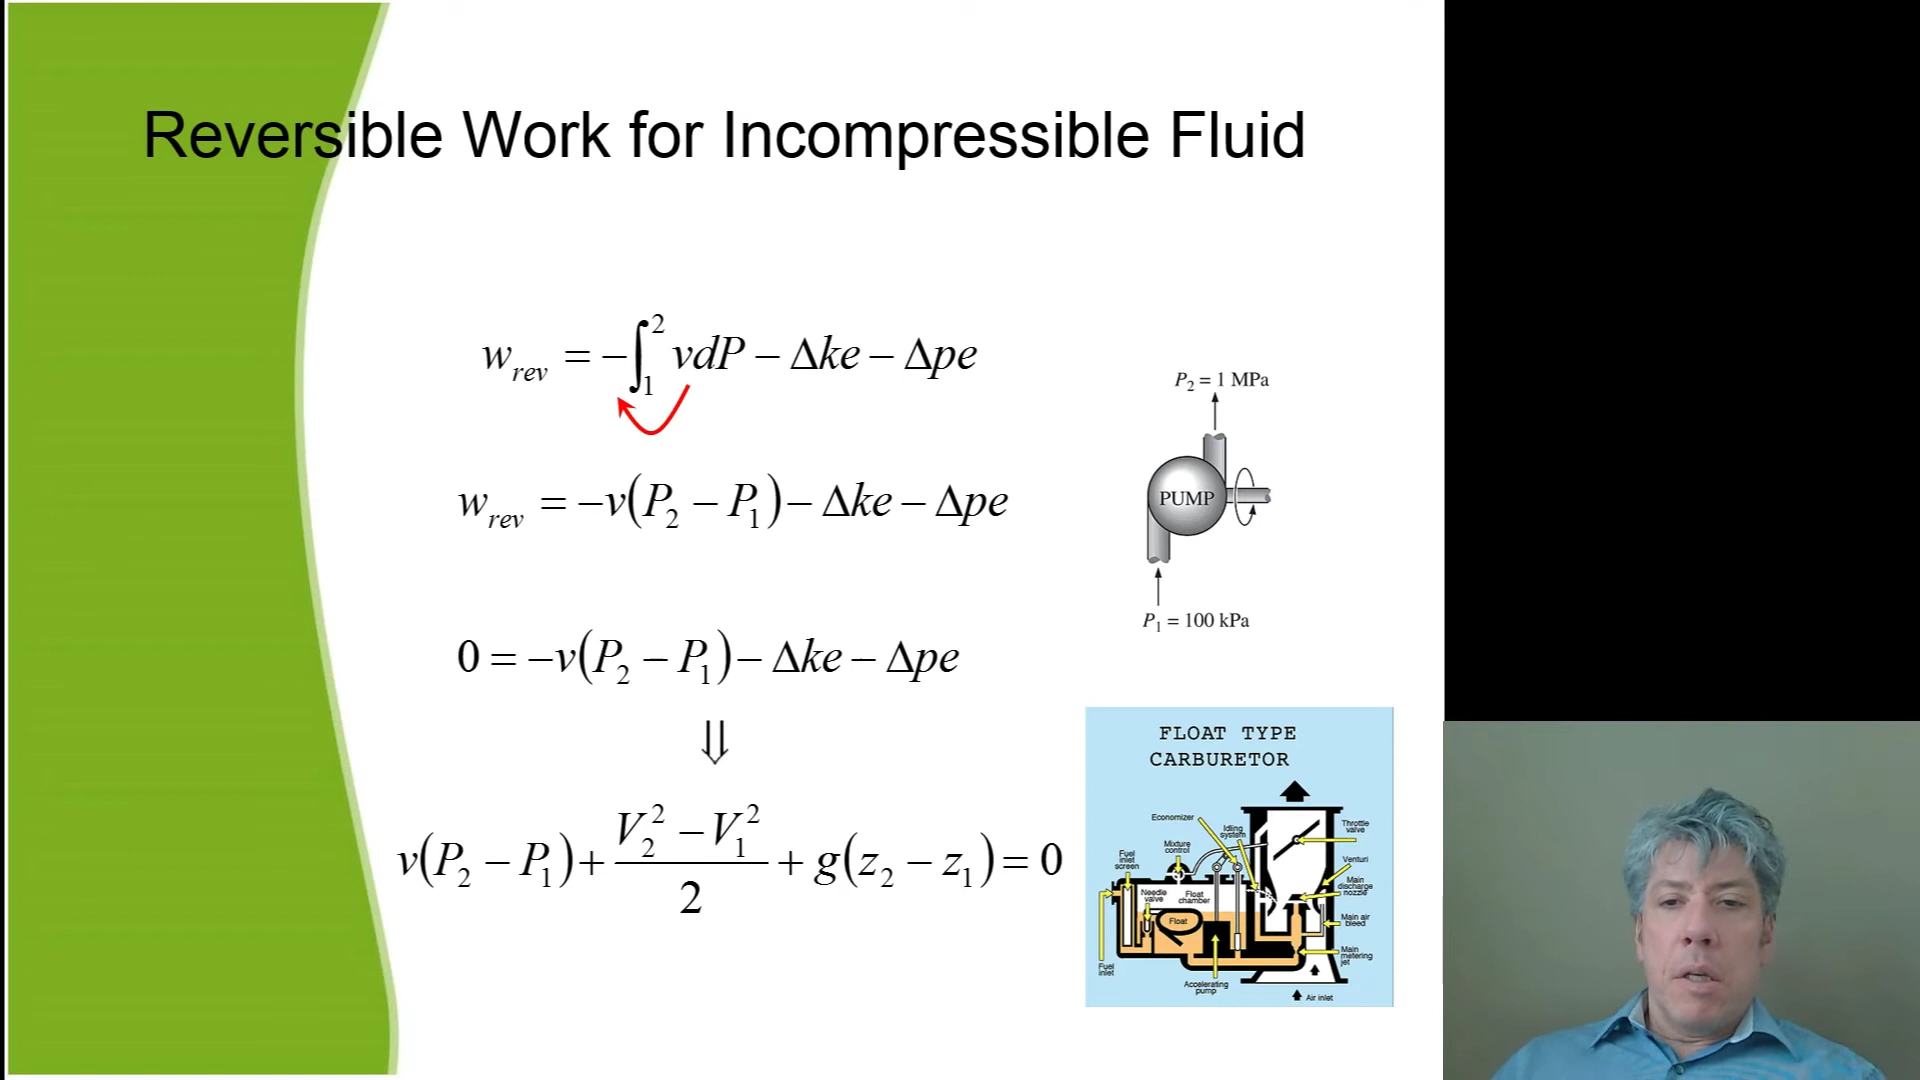 Reversible Work for Incompressible Fluid
w_rev = −∫₁² vdP − Δke − Δpe
w_rev = −v(P₂ − P₁) − Δke − Δpe
0 = −v(P₂ − P₁) − Δke − Δpe
⇓
v(P₂ − P₁) + (V₂² − V₁²)/2 + g(z₂ − z₁) = 0
P₂ = 1 MPa
PUMP
P₁ = 100 kPa
FLOAT TYPE
CARBURETOR
Economizer
Idling
system
Throttle
valve
Mixture
control
Fuel
inlet
screen
Venturi
Needle
valve
Float
chamber
Main
discharge
nozzle
Float
Main air
bleed
Main
metering
jet
Fuel
inlet
Accelerating
pump
Air inlet